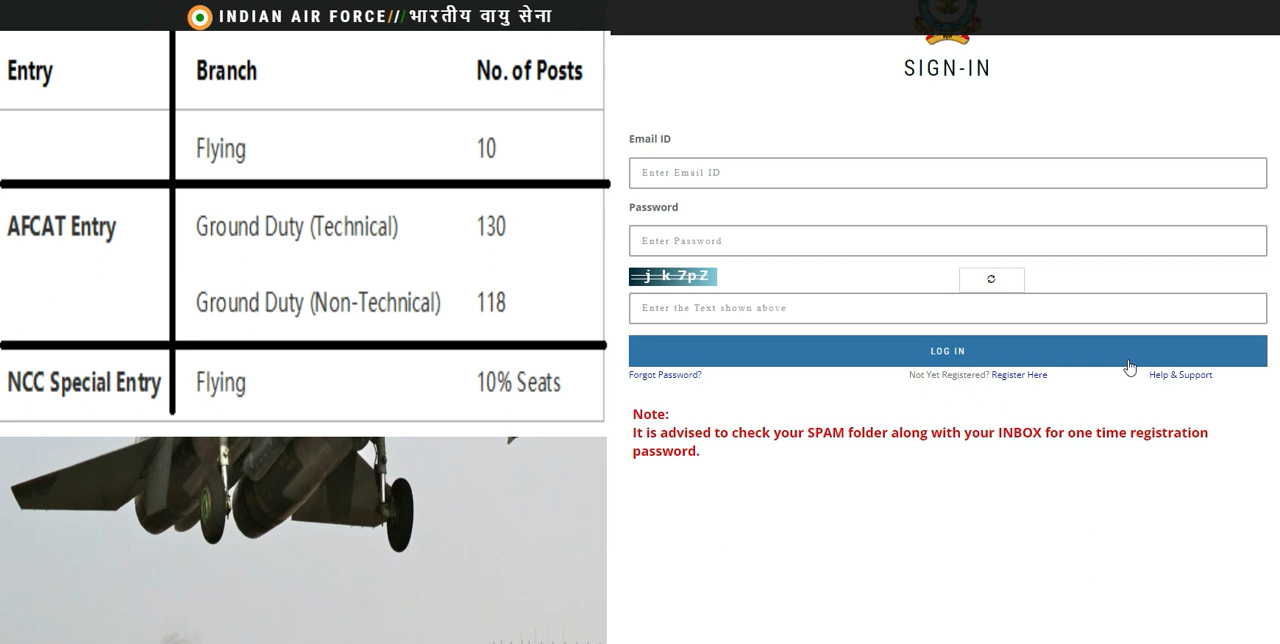 INDIAN AIR FORCE//भारतीय वायु सेना
Entry Branch No. of Posts
Flying 10
AFCAT Entry Ground Duty (Technical) 130
Ground Duty (Non-Technical) 118
NCC Special Entry Flying 10% Seats
SIGN-IN
Email ID
Enter Email ID
Password
Enter Password
j k 7pZ
Enter the Text shown above
LOG IN
Forgot Password? Not Yet Registered? Register Here Help & Support
Note:
It is advised to check your SPAM folder along with your INBOX for one time registration
password.